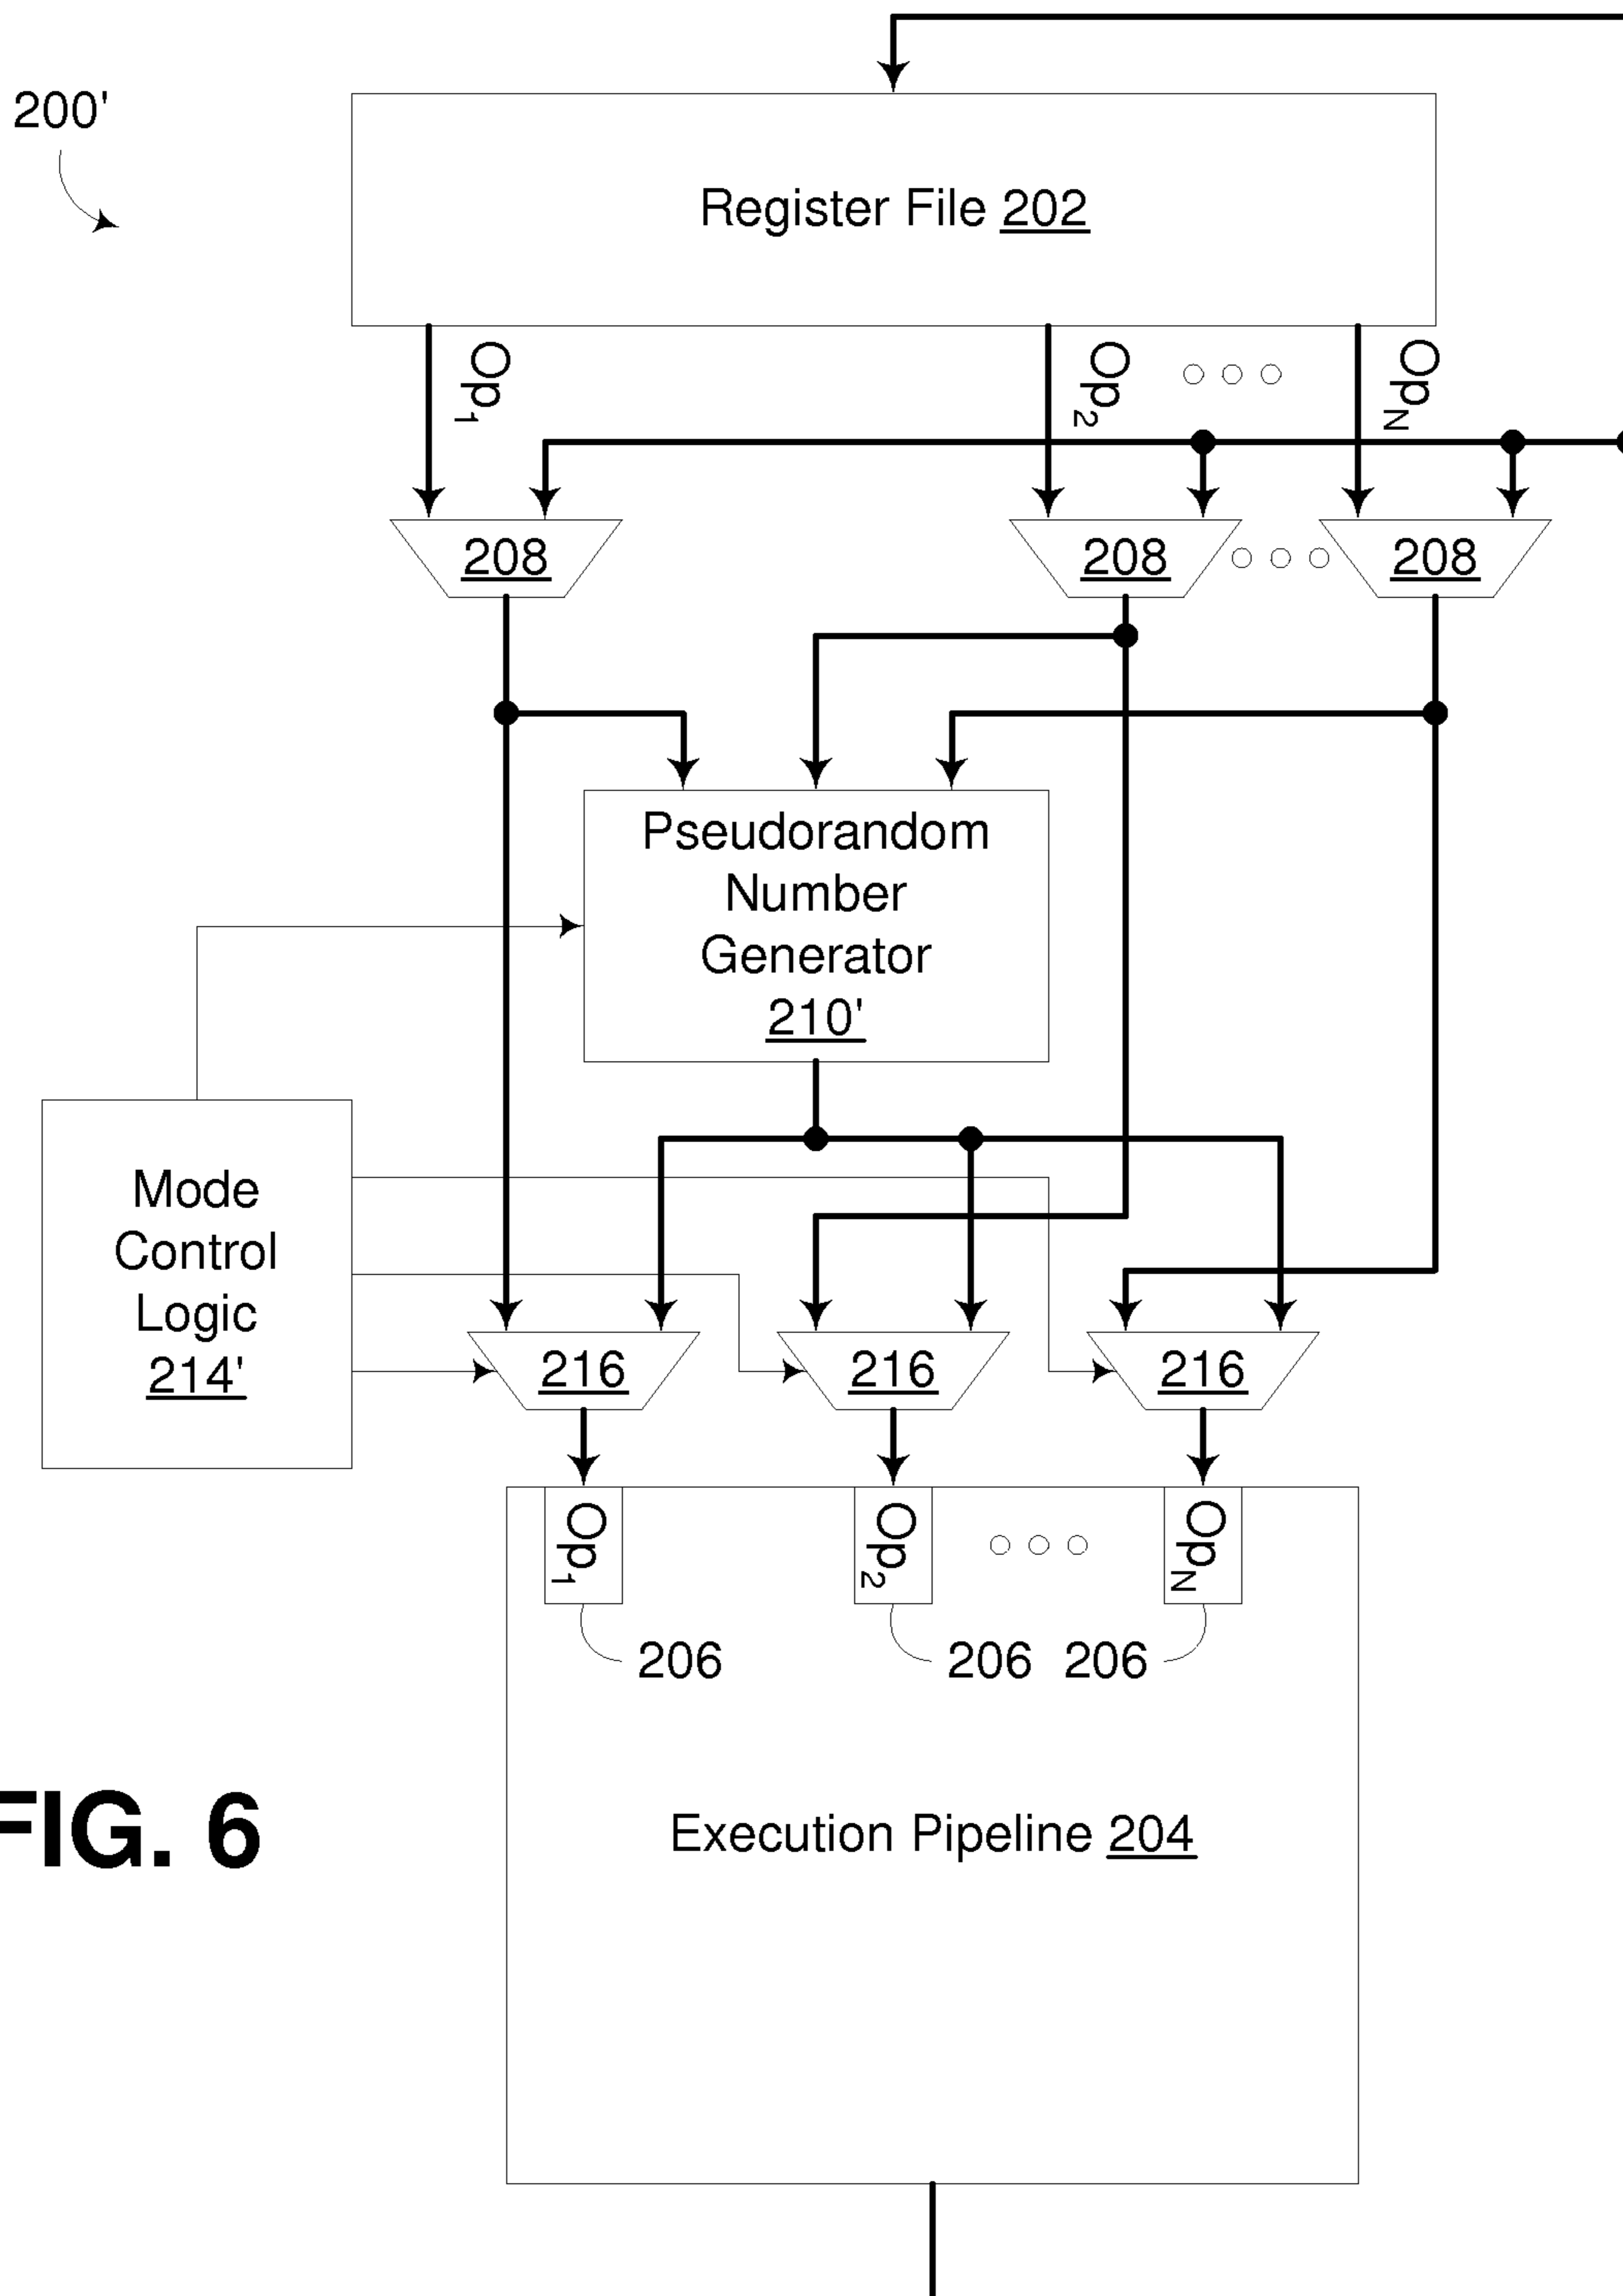 200'
Register File 202
Op1
Op2
OpN
208
208
208
Pseudorandom
Number
Generator
210'
Mode
Control
Logic
214'
216
216
216
Op1
Op2
OpN
206
206
206
FIG. 6
Execution Pipeline 204